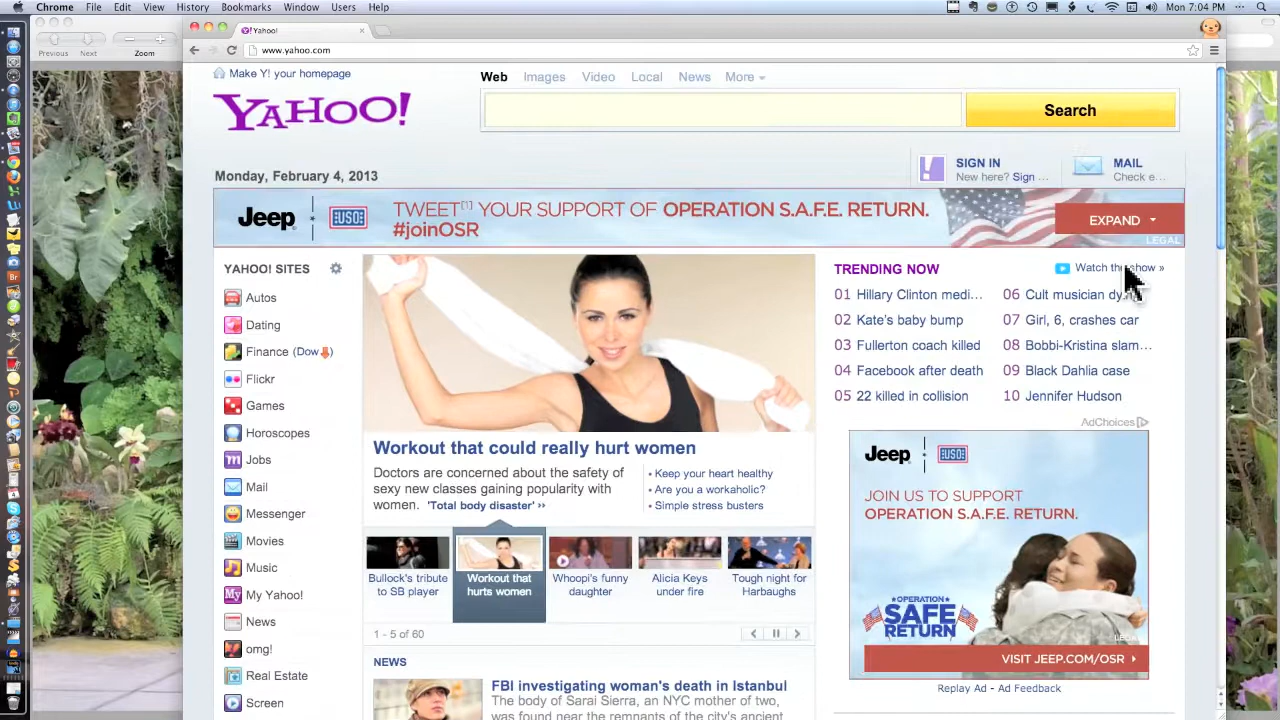 Chrome File Edit View History Bookmarks Window Users Help
Mon 7:04 PM
Previous Next Zoom
Yahoo!
www.yahoo.com
Make Y! your homepage
Web Images Video Local News More
YAHOO!
Search
SIGN IN
New here? Sign ...
MAIL
Check e...
Monday, February 4, 2013
Jeep USO
TWEET[1] YOUR SUPPORT OF OPERATION S.A.F.E. RETURN.
#joinOSR
EXPAND
LEGAL
YAHOO! SITES
Autos
Dating
Finance (Dow)
Flickr
Games
Horoscopes
Jobs
Mail
Messenger
Movies
Music
My Yahoo!
News
omg!
Real Estate
Screen
Workout that could really hurt women
Doctors are concerned about the safety of
sexy new classes gaining popularity with
women. 'Total body disaster' ››
• Keep your heart healthy
• Are you a workaholic?
• Simple stress busters
Bullock's tribute
to SB player
Workout that
hurts women
Whoopi's funny
daughter
Alicia Keys
under fire
Tough night for
Harbaughs
1 - 5 of 60
NEWS
FBI investigating woman's death in Istanbul
The body of Sarai Sierra, an NYC mother of two,
was found near the remnants of the city's ancient
TRENDING NOW
Watch the show »
01 Hillary Clinton medi...
02 Kate's baby bump
03 Fullerton coach killed
04 Facebook after death
05 22 killed in collision
06 Cult musician
07 Girl, 6, crashes car
08 Bobbi-Kristina slam...
09 Black Dahlia case
10 Jennifer Hudson
AdChoices
Jeep USO
JOIN US TO SUPPORT
OPERATION S.A.F.E. RETURN.
OPERATION
SAFE
RETURN
LEGAL
VISIT JEEP.COM/OSR
Replay Ad - Ad Feedback